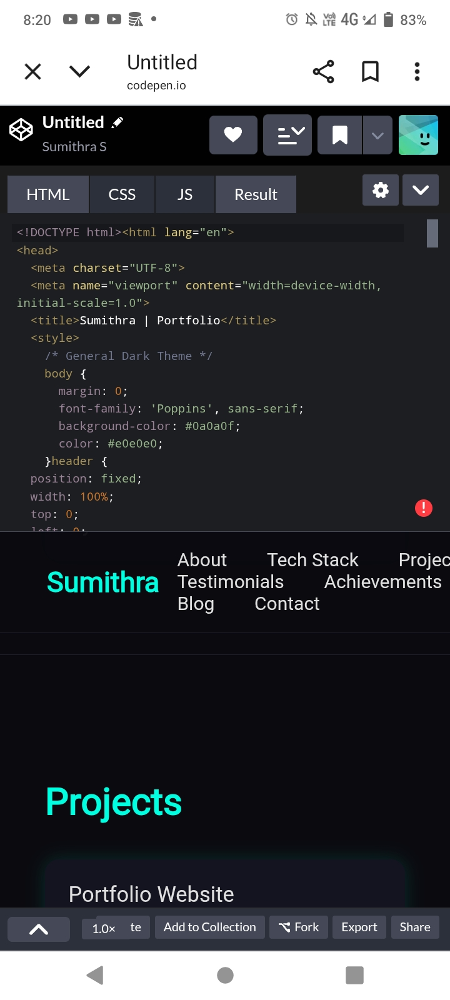 8:20 Vo) LTE 4G 83%
Untitled
codepen.io
Untitled
Sumithra S
HTML CSS JS Result
<!DOCTYPE html><html lang="en">
<head>
<meta charset="UTF-8">
<meta name="viewport" content="width=device-width,
initial-scale=1.0">
<title>Sumithra | Portfolio</title>
<style>
/* General Dark Theme */
body {
margin: 0;
font-family: 'Poppins', sans-serif;
background-color: #0a0a0f;
color: #e0e0e0;
}header {
position: fixed;
width: 100%;
top: 0;
left: 0;
About Tech Stack Projec
Sumithra Testimonials Achievements
Blog Contact
Projects
Portfolio Website
1.0× te Add to Collection Fork Export Share